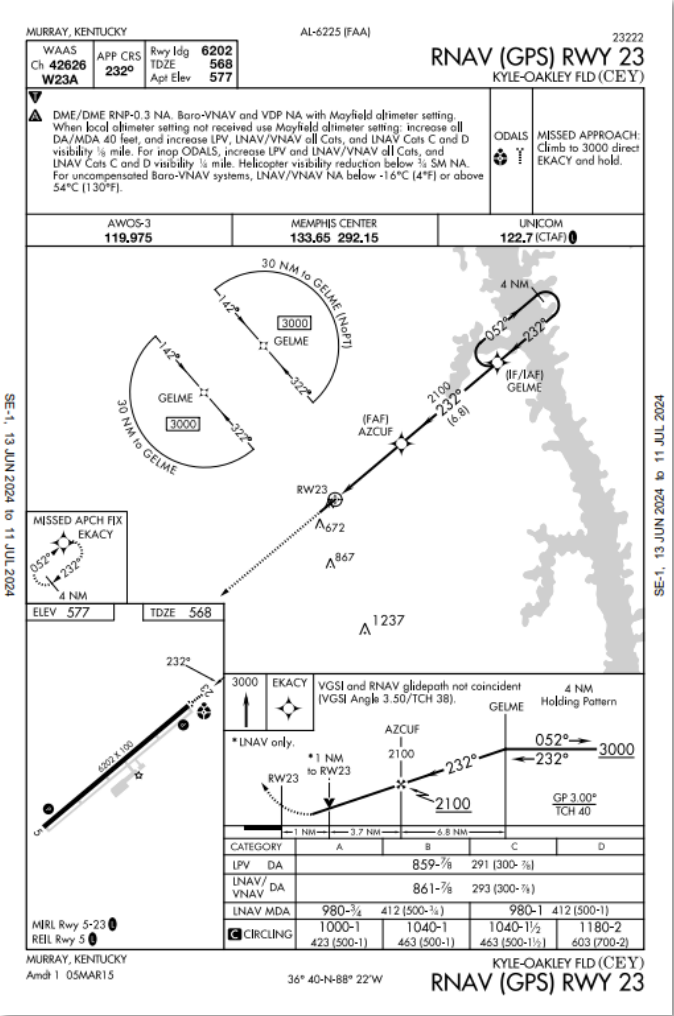 MURRAY, KENTUCKY
AL-6225 (FAA)
23222
WAAS
Ch 42626
W23A
APP CRS
232°
Rwy ldg 6202
TDZE 568
Apt Elev 577
RNAV (GPS) RWY 23
KYLE-OAKLEY FLD (CEY)
T
A
DME/DME RNP-0.3 NA. Baro-VNAV and VDP NA with Mayfield altimeter setting.
When local altimeter setting not received use Mayfield altimeter setting: increase all
DA/MDA 40 feet, and increase LPV, LNAV/VNAV all Cats, and LNAV Cats C and D
visibility ⅛ mile. For inop ODALS, increase LPV and LNAV/VNAV all Cats, and
LNAV Cats C and D visibility ¼ mile. Helicopter visibility reduction below ¾ SM NA.
For uncompensated Baro-VNAV systems, LNAV/VNAV NA below -16°C (4°F) or above
54°C (130°F).
ODALS
MISSED APPROACH:
Climb to 3000 direct
EKACY and hold.
AWOS-3
119.975
MEMPHIS CENTER
133.65 292.15
UNICOM
122.7 (CTAF) L
30 NM to GELME (NoPT)
142°
3000
GELME
322°
142°
GELME
3000
322°
30 NM to GELME
4 NM
052°
232°
(IF/IAF)
GELME
2100
232°
(6.8)
(FAF)
AZCUF
RW23
672
867
1237
SE-1, 13 JUN 2024 to 11 JUL 2024
SE-1, 13 JUN 2024 to 11 JUL 2024
MISSED APCH FIX
EKACY
052°
232°
4 NM
ELEV 577
TDZE 568
232°
23
6202 X 100
5
MIRL Rwy 5-23 L
REIL Rwy 5 L
3000
EKACY
VGSI and RNAV glidepath not coincident
(VGSI Angle 3.50/TCH 38).
4 NM
Holding Pattern
GELME
*LNAV only.
AZCUF
2100
052°
232°
3000
232°
*1 NM
to RW23
RW23
2100
GP 3.00°
TCH 40
1 NM
3.7 NM
6.8 NM
CATEGORY A B C D
LPV DA 859-⅞ 291 (300-⅞)
LNAV/
VNAV DA 861-⅞ 293 (300-⅞)
LNAV MDA 980-¾ 412 (500-¾) 980-1 412 (500-1)
C CIRCLING 1000-1 1040-1 1040-1½ 1180-2
423 (500-1) 463 (500-1) 463 (500-1½) 603 (700-2)
MURRAY, KENTUCKY
Amdt 1 05MAR15
36° 40'N-88° 22'W
KYLE-OAKLEY FLD (CEY)
RNAV (GPS) RWY 23